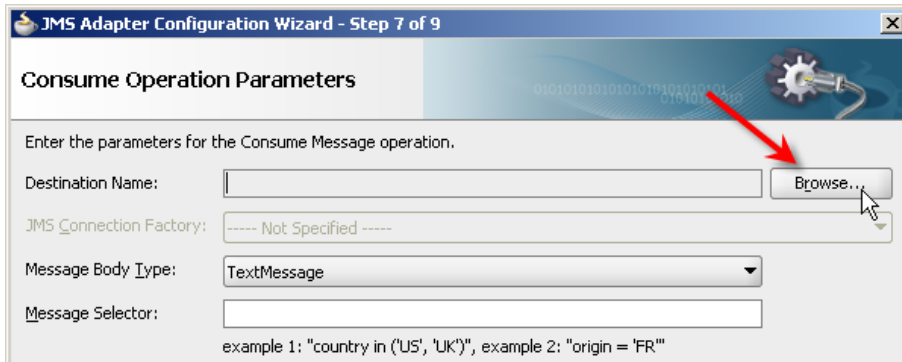 JMS Adapter Configuration Wizard - Step 7 of 9
Consume Operation Parameters
Enter the parameters for the Consume Message operation.
Destination Name: Browse...
JMS Connection Factory: ----- Not Specified -----
Message Body Type: TextMessage
Message Selector:
example 1: "country in ('US', 'UK')", example 2: "origin = 'FR'"